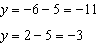 y = −6 − 5 = −11
y = 2 − 5 = −3